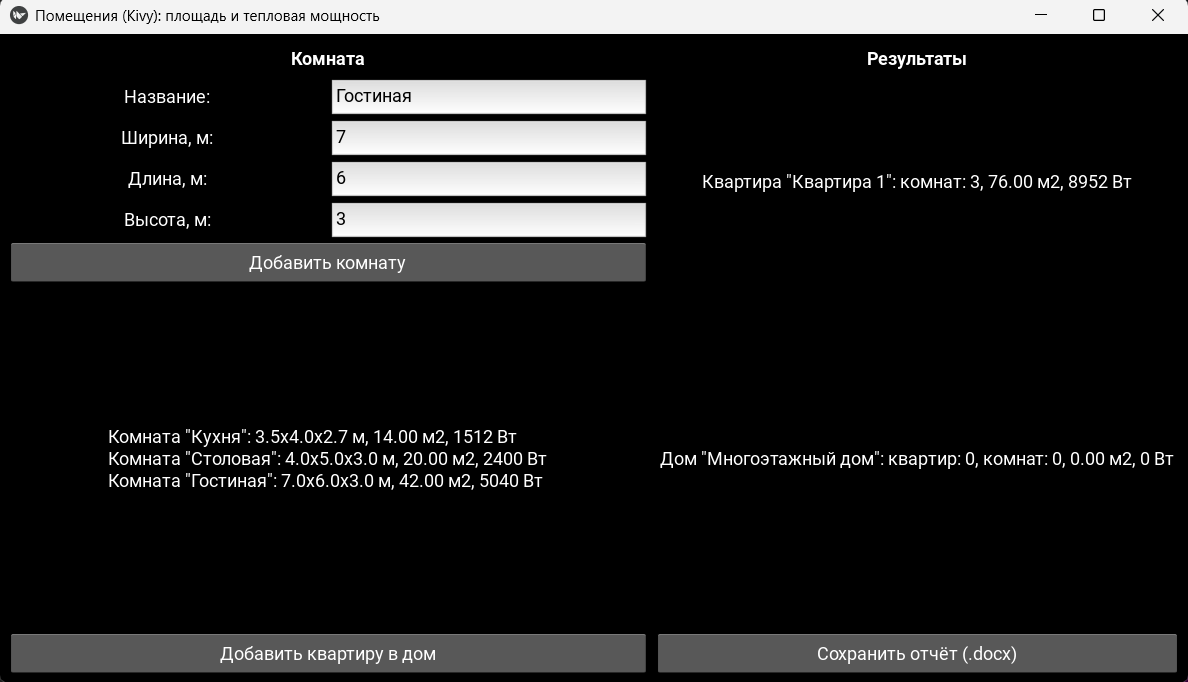 Помещения (Kivy): площадь и тепловая мощность
Комната
Название:
Гостиная
Ширина, м:
7
Длина, м:
6
Высота, м:
3
Добавить комнату
Комната "Кухня": 3.5x4.0x2.7 м, 14.00 м2, 1512 Вт
Комната "Столовая": 4.0x5.0x3.0 м, 20.00 м2, 2400 Вт
Комната "Гостиная": 7.0x6.0x3.0 м, 42.00 м2, 5040 Вт
Добавить квартиру в дом
Результаты
Квартира "Квартира 1": комнат: 3, 76.00 м2, 8952 Вт
Дом "Многоэтажный дом": квартир: 0, комнат: 0, 0.00 м2, 0 Вт
Сохранить отчёт (.docx)